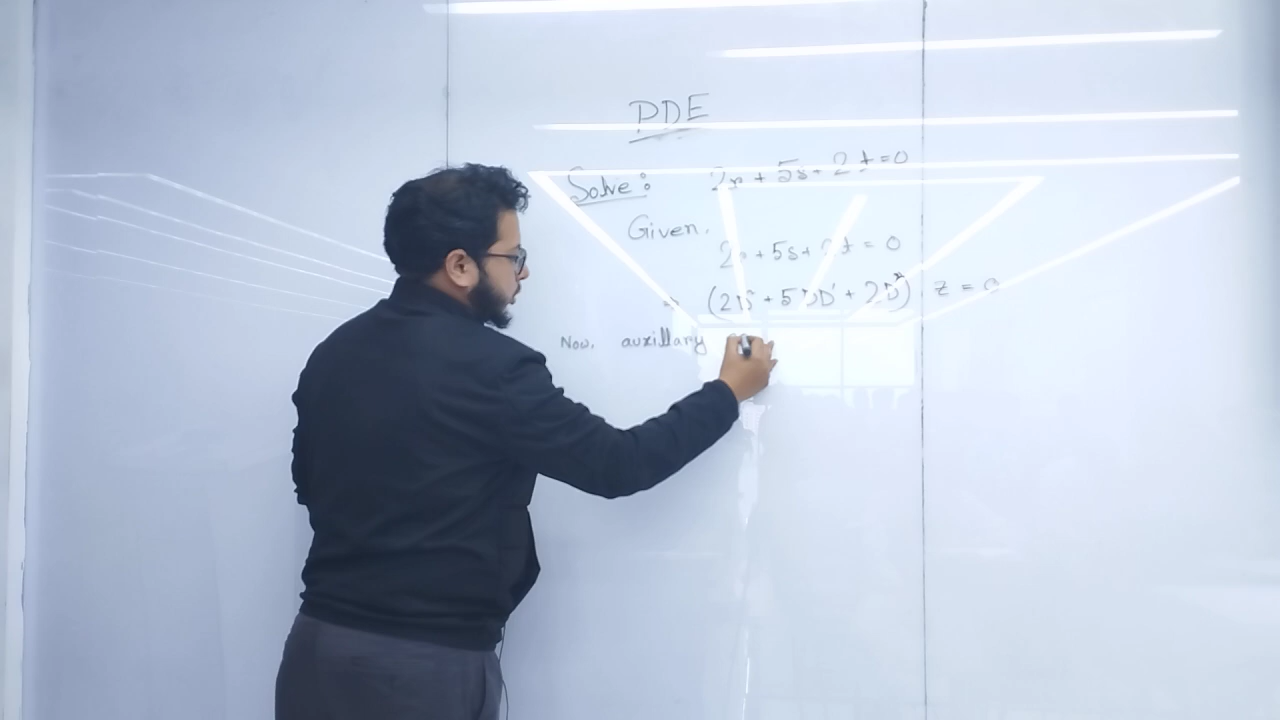 PDE
Solve: 2r + 5s + 2t = 0
Given,
2r + 5s + 2t = 0
⇒ (2D² + 5DD' + 2D'²) z = 0
Now, auxillary